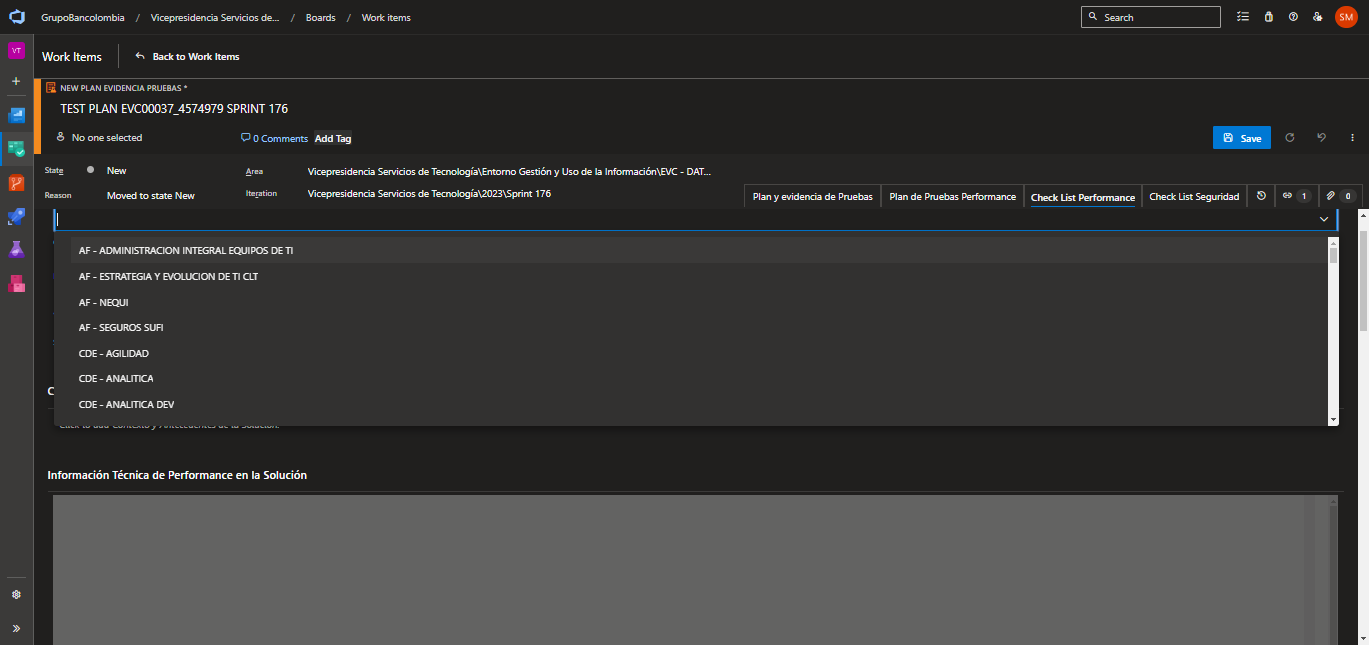 GrupoBancolombia / Vicepresidencia Servicios de... / Boards / Work items
Search
SM
VT
Work Items
Back to Work Items
NEW PLAN EVIDENCIA PRUEBAS *
TEST PLAN EVC00037_4574979 SPRINT 176
No one selected
0 Comments
Add Tag
Save
State
New
Area
Vicepresidencia Servicios de Tecnología\Entorno Gestión y Uso de la Información\EVC - DAT...
Reason
Moved to state New
Iteration
Vicepresidencia Servicios de Tecnología\2023\Sprint 176
Plan y evidencia de Pruebas
Plan de Pruebas Performance
Check List Performance
Check List Seguridad
1
0
AF - ADMINISTRACION INTEGRAL EQUIPOS DE TI
AF - ESTRATEGIA Y EVOLUCION DE TI CLT
AF - NEQUI
AF - SEGUROS SUFI
CDE - AGILIDAD
CDE - ANALITICA
CDE - ANALITICA DEV
Click to add Contexto y Antecedentes de la Solución.
Información Técnica de Performance en la Solución